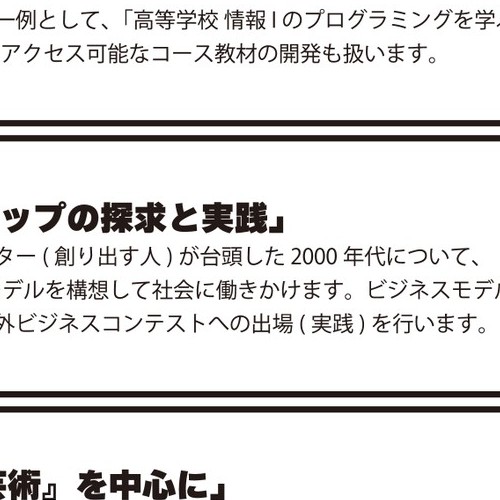 一例として、「高等学校 情報Ⅰのプログラミングを学
アクセス可能なコース教材の開発も扱います。
ップの探求と実践」
ター ( 創り出す人 ) が台頭した 2000 年代について、
デルを構想して社会に働きかけます。ビジネスモデル
外ビジネスコンテストへの出場 ( 実践 ) を行います。
芸術』を中心に」